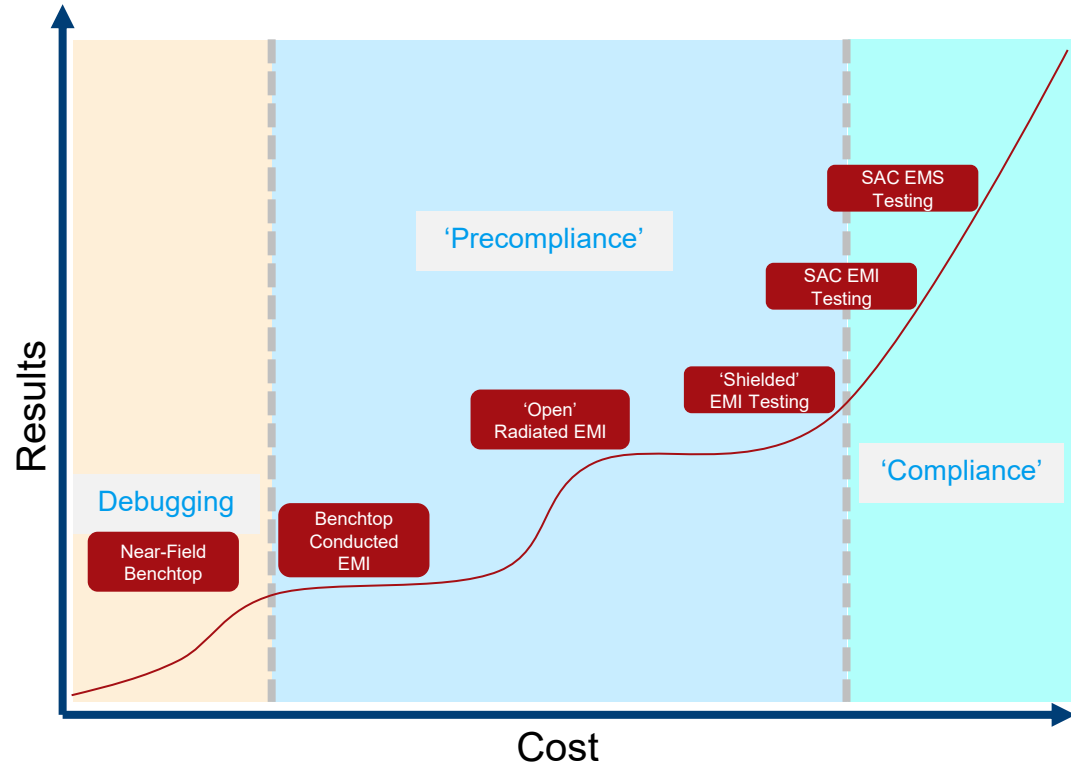 SAC EMS
Testing
‘Precompliance’
SAC EMI
Testing
‘Shielded’
EMI Testing
‘Open’
Radiated EMI
Results
‘Compliance’
Debugging
Benchtop
Conducted
EMI
Near-Field
Benchtop
Cost